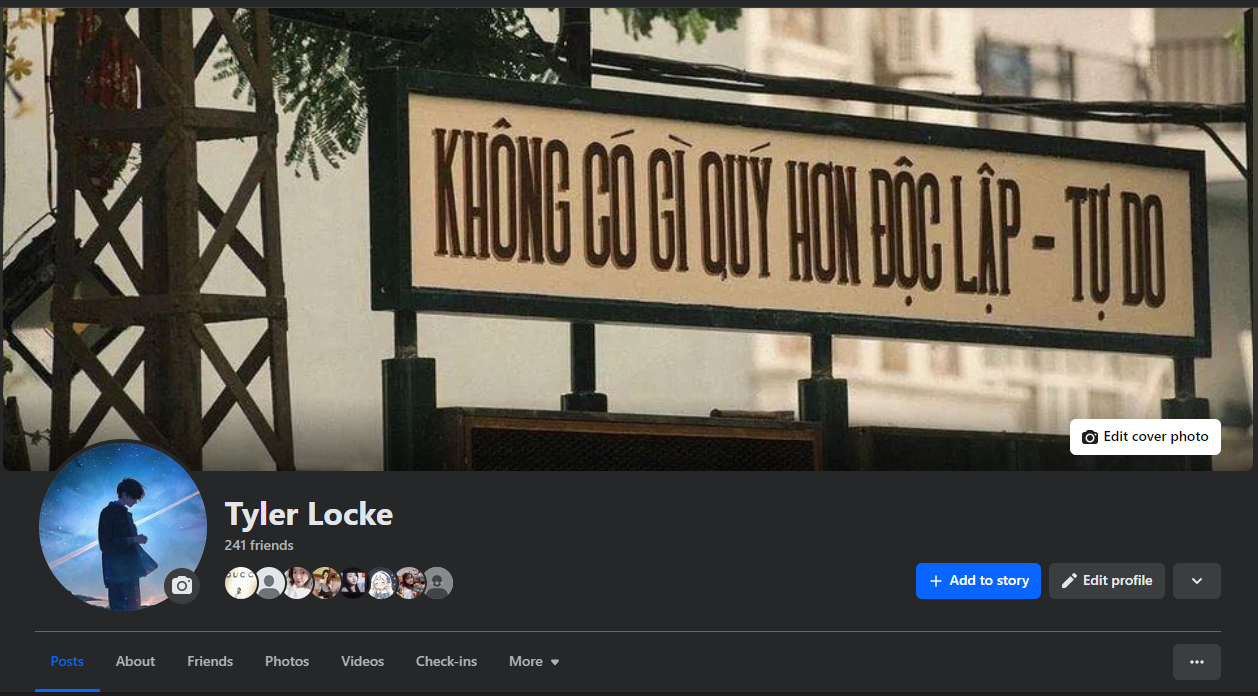 KHÔNG CÓ GÌ QUÝ HƠN ĐỘC LẬP - TỰ DO
Edit cover photo
Tyler Locke
241 friends
GUCCI
+ Add to story
Edit profile
Posts
About
Friends
Photos
Videos
Check-ins
More